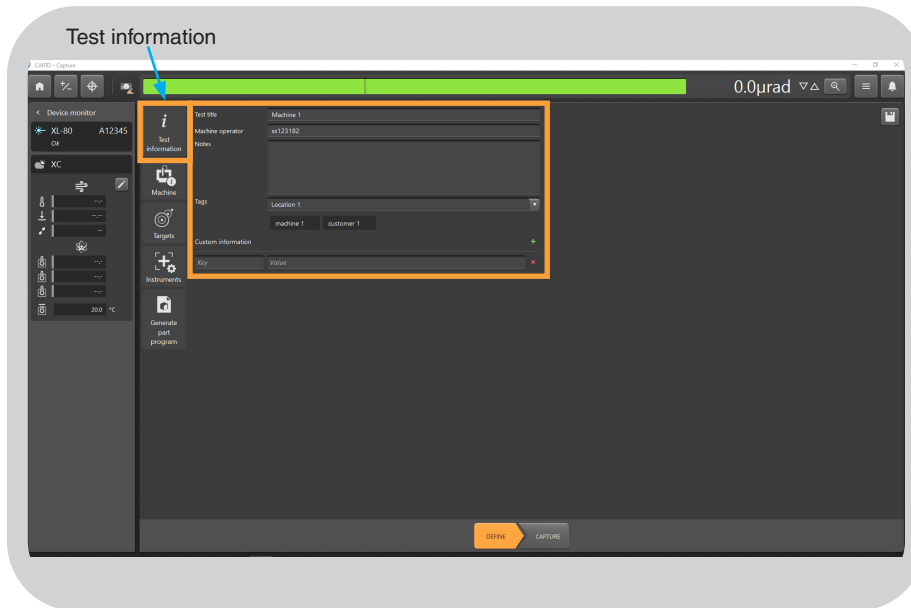 Test information
CARTO - Capture
0.0μrad
Device monitor
XL-80 A12345
Ok
XC
--.-
--.--
--
--.-
--.-
--.-
20.0 °C
i
Test
information
Machine
Targets
Instruments
Generate
part
program
Test title Machine 1
Machine operator ss123182
Notes
Tags Location 1
machine 1 customer 1
Custom information +
Key Value
DEFINE CAPTURE